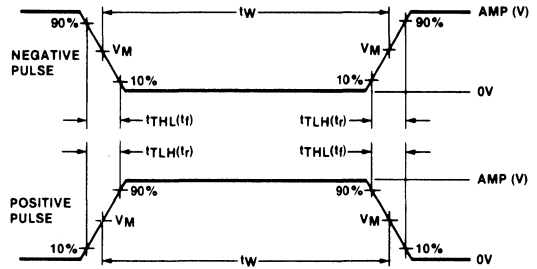 90% tW 90% AMP (V)
NEGATIVE PULSE VM VM
10% 10% 0V
tTHL(tf) tTLH(tr)
tTLH(tr) tTHL(tf)
90% 90% AMP (V)
POSITIVE PULSE VM VM
10% tW 10% 0V